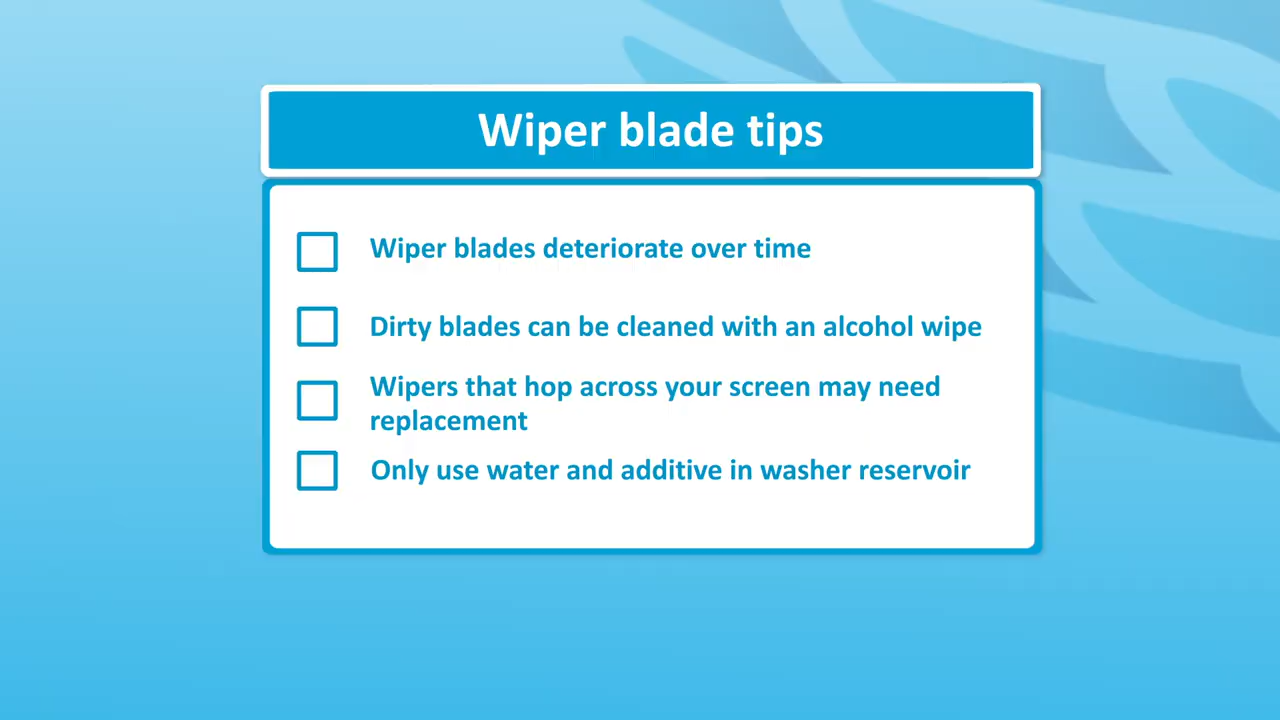 Wiper blade tips
Wiper blades deteriorate over time
Dirty blades can be cleaned with an alcohol wipe
Wipers that hop across your screen may need
replacement
Only use water and additive in washer reservoir